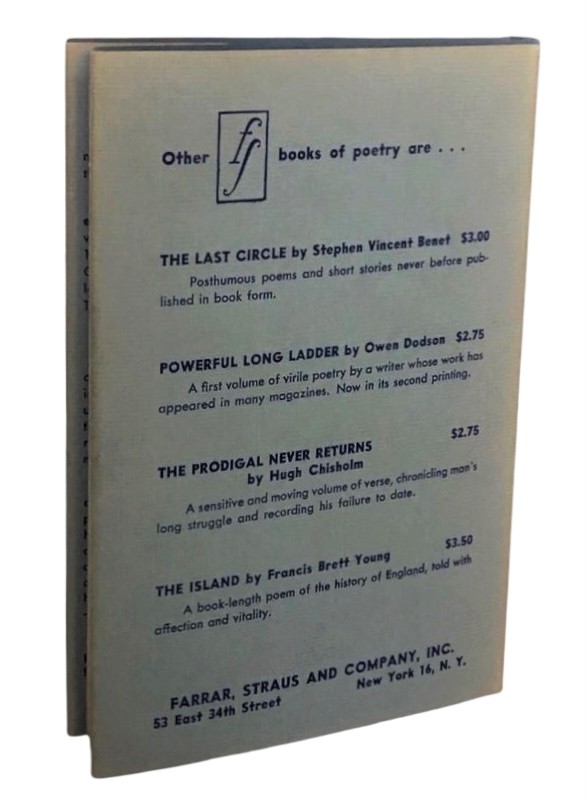 Other ff books of poetry are . . .
THE LAST CIRCLE by Stephen Vincent Benet $3.00
Posthumous poems and short stories never before pub-
lished in book form.
POWERFUL LONG LADDER by Owen Dodson $2.75
A first volume of virile poetry by a writer whose work has
appeared in many magazines. Now in its second printing.
THE PRODIGAL NEVER RETURNS $2.75
by Hugh Chisholm
A sensitive and moving volume of verse, chronicling man's
long struggle and recording his failure to date.
THE ISLAND by Francis Brett Young $3.50
A book-length poem of the history of England, told with
affection and vitality.
FARRAR, STRAUS AND COMPANY, INC.
53 East 34th Street New York 16, N. Y.